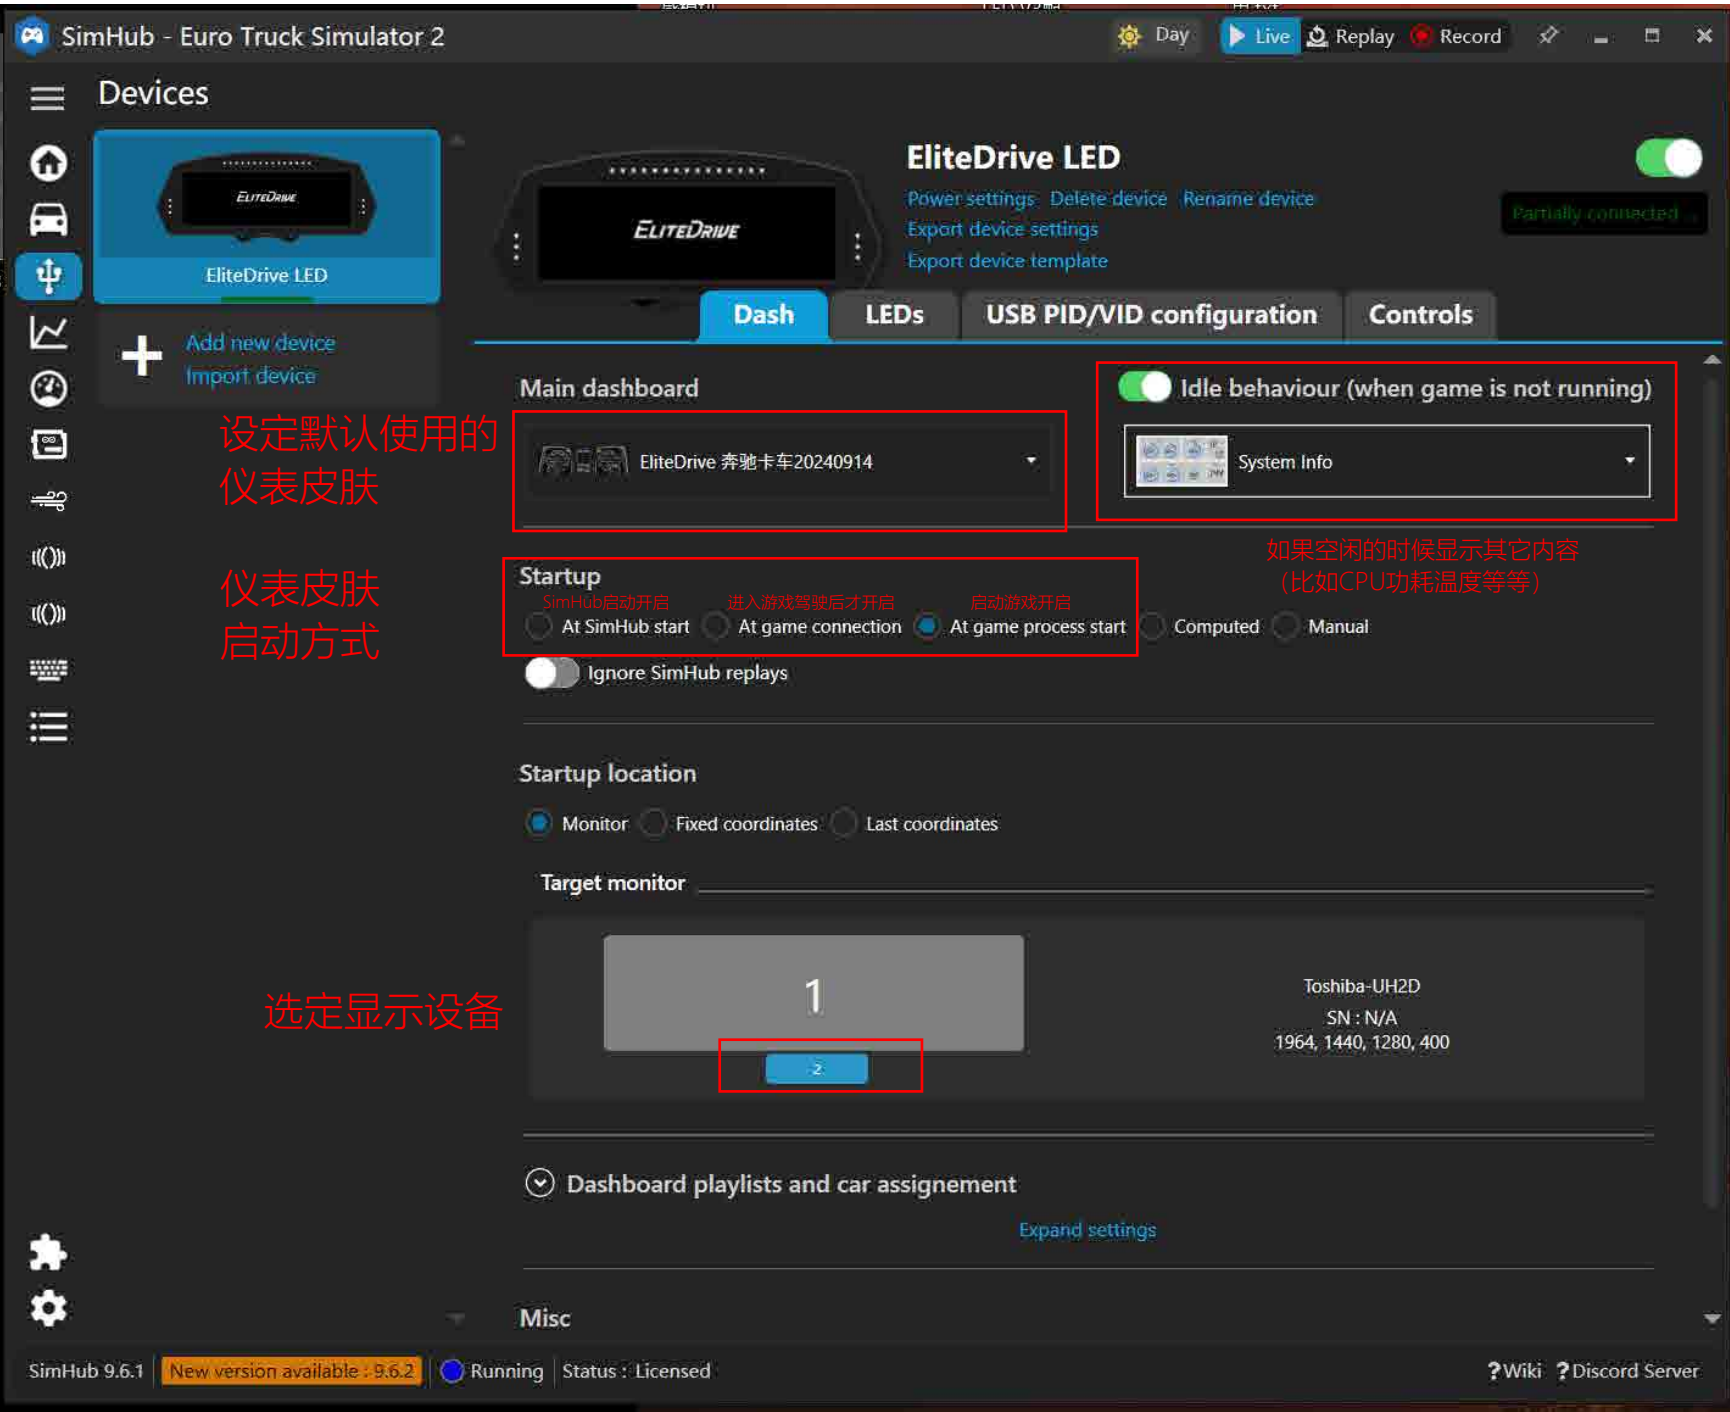 SimHub - Euro Truck Simulator 2
Day
Live
Replay
Record
Devices
ELITEDRIVE
EliteDrive LED
Add new device
Import device
ELITEDRIVE
EliteDrive LED
Power settings Delete device Rename device
Export device settings
Export device template
Partially connected ...
Dash
LEDs
USB PID/VID configuration
Controls
Main dashboard
EliteDrive 奔驰卡车20240914
Idle behaviour (when game is not running)
System Info
设定默认使用的
仪表皮肤
如果空闲的时候显示其它内容
（比如CPU功耗温度等等）
仪表皮肤
启动方式
Startup
SimHub启动开启
进入游戏驾驶后才开启
启动游戏开启
At SimHub start
At game connection
At game process start
Computed
Manual
Ignore SimHub replays
Startup location
Monitor
Fixed coordinates
Last coordinates
Target monitor
选定显示设备
1
2
Toshiba-UH2D
SN : N/A
1964, 1440, 1280, 400
Dashboard playlists and car assignement
Expand settings
Misc
SimHub 9.6.1
New version available : 9.6.2
Running
Status : Licensed
?Wiki ?Discord Server